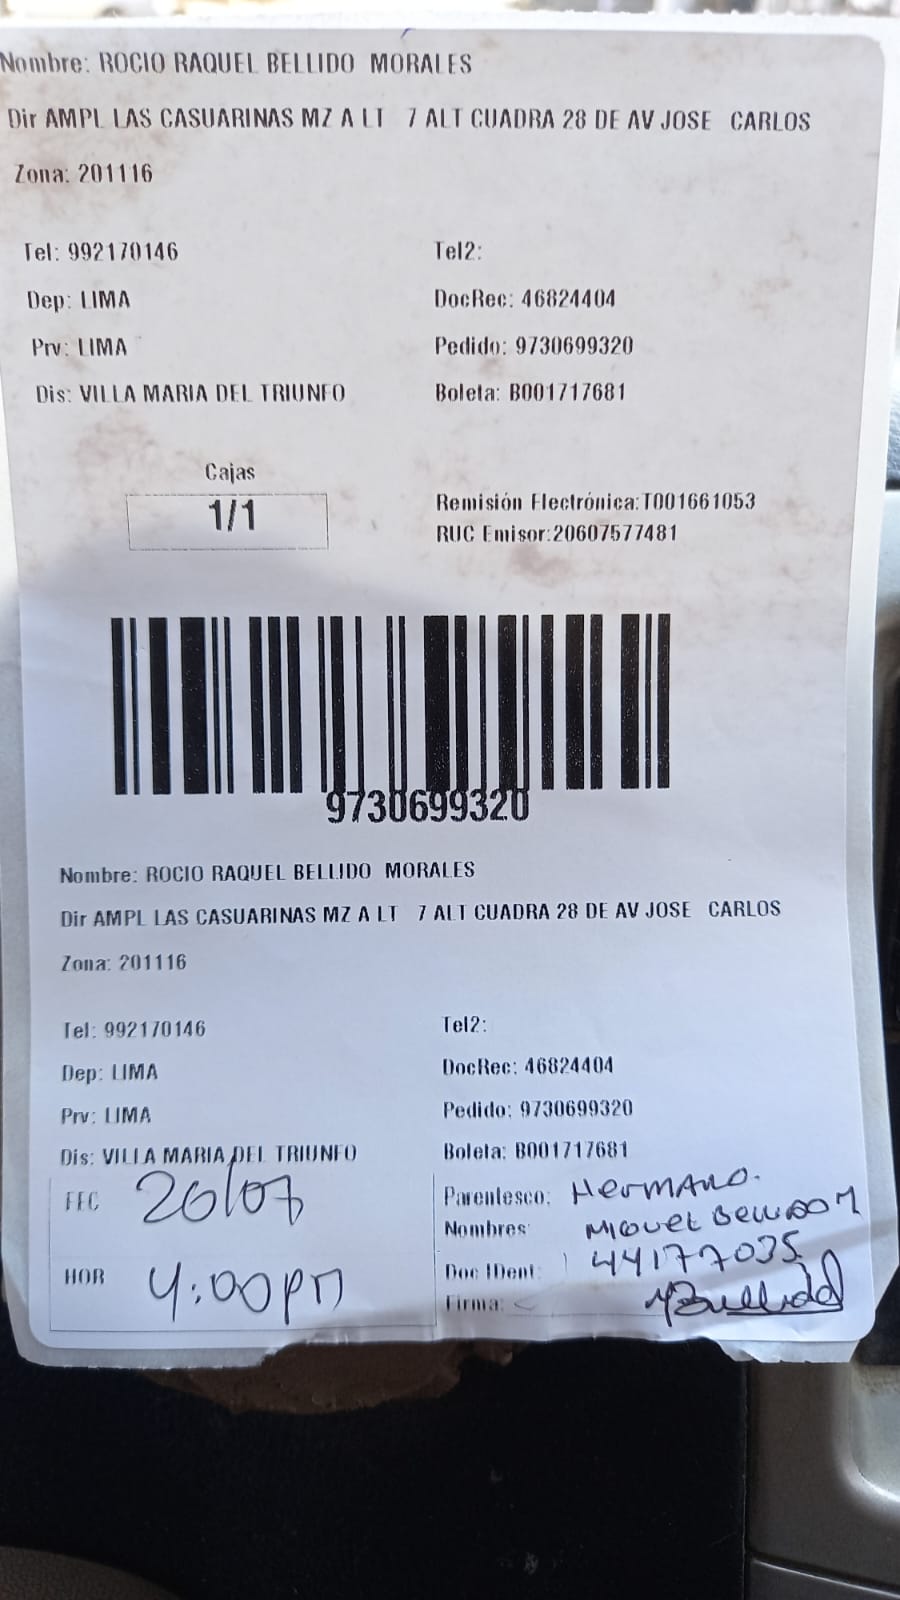 Nombre: ROCIO RAQUEL BELLIDO MORALES
Dir AMPL LAS CASUARINAS MZ A LT 7 ALT CUADRA 28 DE AV JOSE CARLOS
Zona: 201116
Tel: 992170146 Tel2:
Dep: LIMA DocRec: 46824404
Prv: LIMA Pedido: 9730699320
Dis: VILLA MARIA DEL TRIUNFO Boleta: B001717681
Cajas
1/1
Remisión Electrónica:T001661053
RUC Emisor:20607577481
9730699320
Nombre: ROCIO RAQUEL BELLIDO MORALES
Dir AMPL LAS CASUARINAS MZ A LT 7 ALT CUADRA 28 DE AV JOSE CARLOS
Zona: 201116
Tel: 992170146 Tel2:
Dep: LIMA DocRec: 46824404
Prv: LIMA Pedido: 9730699320
Dis: VILLA MARIA DEL TRIUNFO Boleta: B001717681
FEC 20/07 Parentesco: HerMANO.
Nombres: MIGUEL BELLIDO M
HOR 4:00pm Doc IDent: 44177035
Firma: MBellido